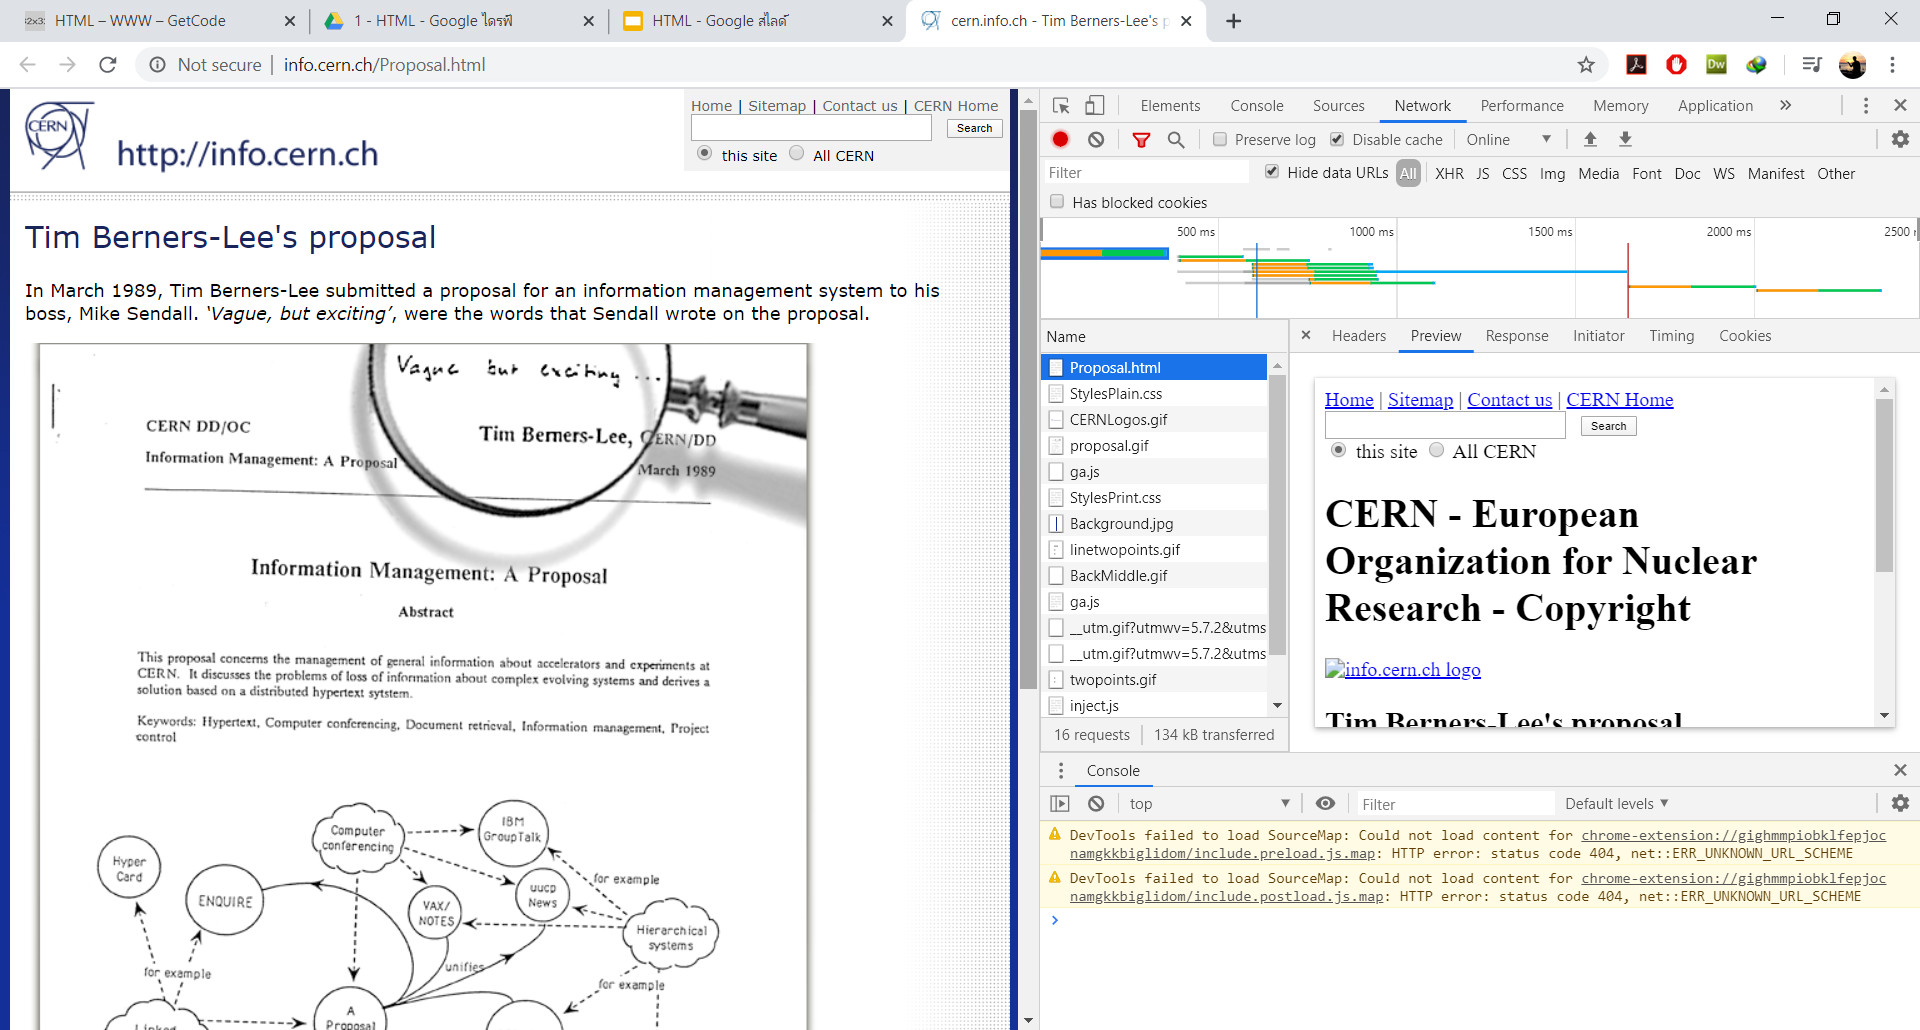 HTML – WWW – GetCode
1 - HTML - Google ไดรฟ์
HTML - Google สไลด์
cern.info.ch - Tim Berners-Lee's p
Not secure | info.cern.ch/Proposal.html
CERN
http://info.cern.ch
Home | Sitemap | Contact us | CERN Home
Search
this site All CERN
Tim Berners-Lee's proposal
In March 1989, Tim Berners-Lee submitted a proposal for an information management system to his
boss, Mike Sendall. ‘Vague, but exciting’, were the words that Sendall wrote on the proposal.
Vague but exciting ...
CERN DD/OC
Tim Berners-Lee, CERN/DD
Information Management: A Proposal
March 1989
Information Management: A Proposal
Abstract
This proposal concerns the management of general information about accelerators and experiments at
CERN. It discusses the problems of loss of information about complex evolving systems and derives a
solution based on a distributed hypertext sytstem.
Keywords: Hypertext, Computer conferencing, Document retrieval, Information management, Project
control
Computer
conferencing
IBM
GroupTalk
Hyper
Card
ENQUIRE
VAX/
NOTES
uucp
News
for example
Hierarchical
systems
unifies
for example
for example
Linked
A
Proposal
Elements Console Sources Network Performance Memory Application »
Preserve log Disable cache Online
Filter Hide data URLs All XHR JS CSS Img Media Font Doc WS Manifest Other
Has blocked cookies
500 ms 1000 ms 1500 ms 2000 ms 2500
Name
Proposal.html
StylesPlain.css
CERNLogos.gif
proposal.gif
ga.js
StylesPrint.css
Background.jpg
linetwopoints.gif
BackMiddle.gif
ga.js
__utm.gif?utmwv=5.7.2&utms
__utm.gif?utmwv=5.7.2&utms
twopoints.gif
inject.js
16 requests 134 kB transferred
Headers Preview Response Initiator Timing Cookies
Home | Sitemap | Contact us | CERN Home
Search
this site All CERN
CERN - European
Organization for Nuclear
Research - Copyright
info.cern.ch logo
Tim Berners-Lee's proposal
Console
top Filter Default levels
DevTools failed to load SourceMap: Could not load content for chrome-extension://gighmmpiobklfepjoc
namgkkbiglidom/include.preload.js.map: HTTP error: status code 404, net::ERR_UNKNOWN_URL_SCHEME
DevTools failed to load SourceMap: Could not load content for chrome-extension://gighmmpiobklfepjoc
namgkkbiglidom/include.postload.js.map: HTTP error: status code 404, net::ERR_UNKNOWN_URL_SCHEME